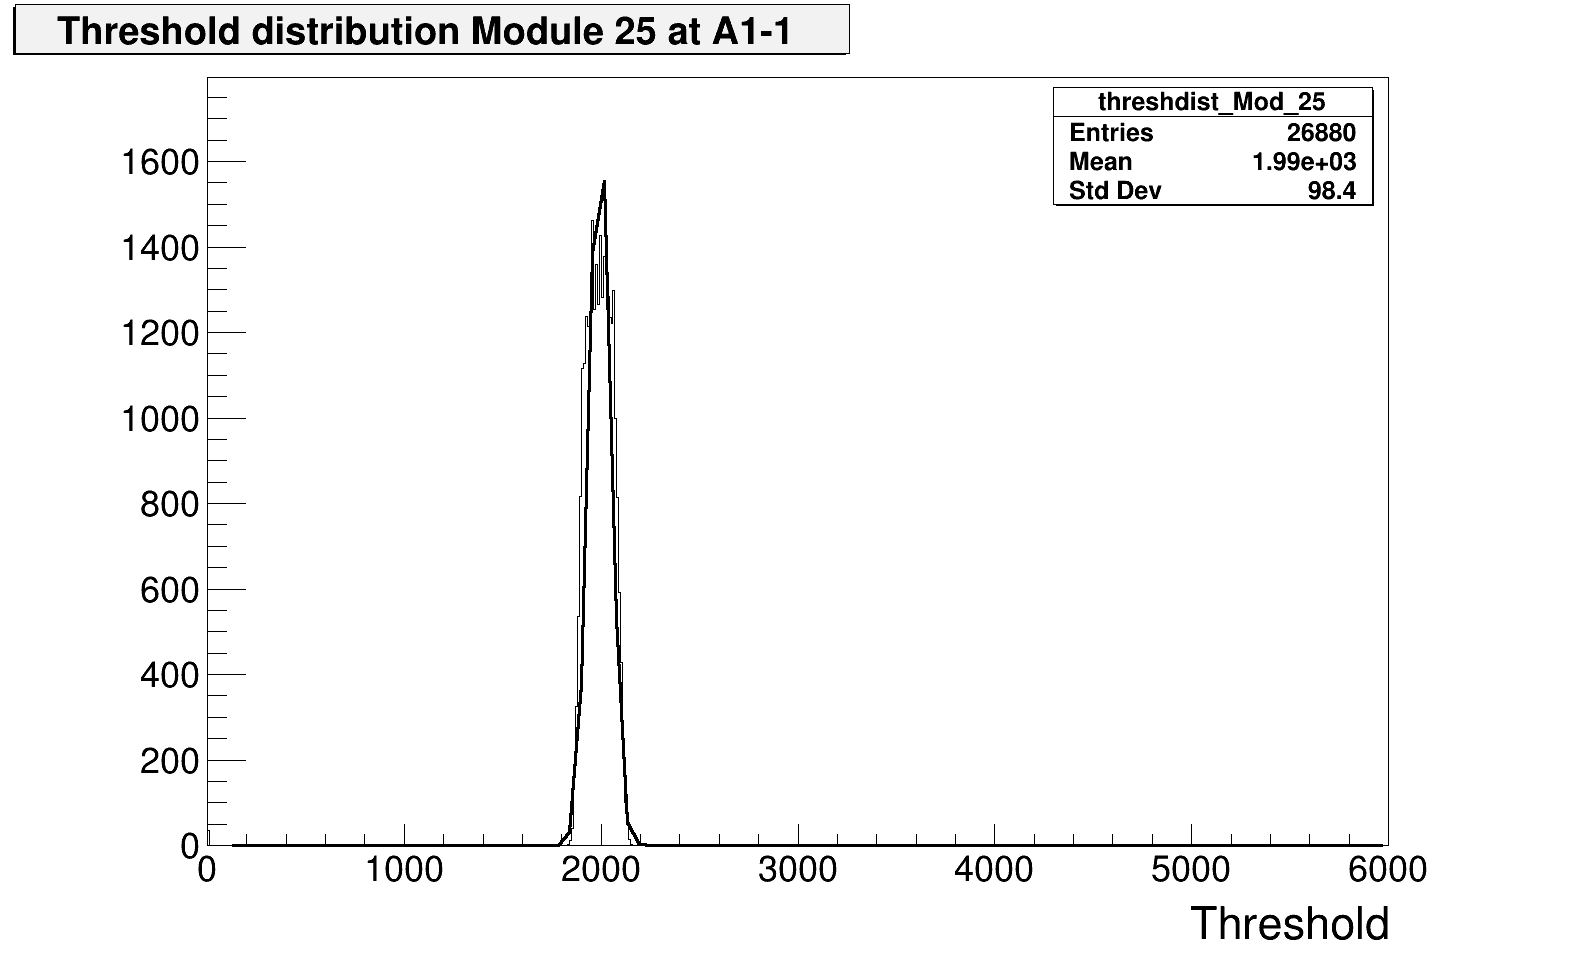 Threshold distribution Module 25 at A1-1
threshdist_Mod_25
Entries 26880
Mean 1.99e+03
Std Dev 98.4
1600
1400
1200
1000
800
600
400
200
0
0 1000 2000 3000 4000 5000 6000
Threshold